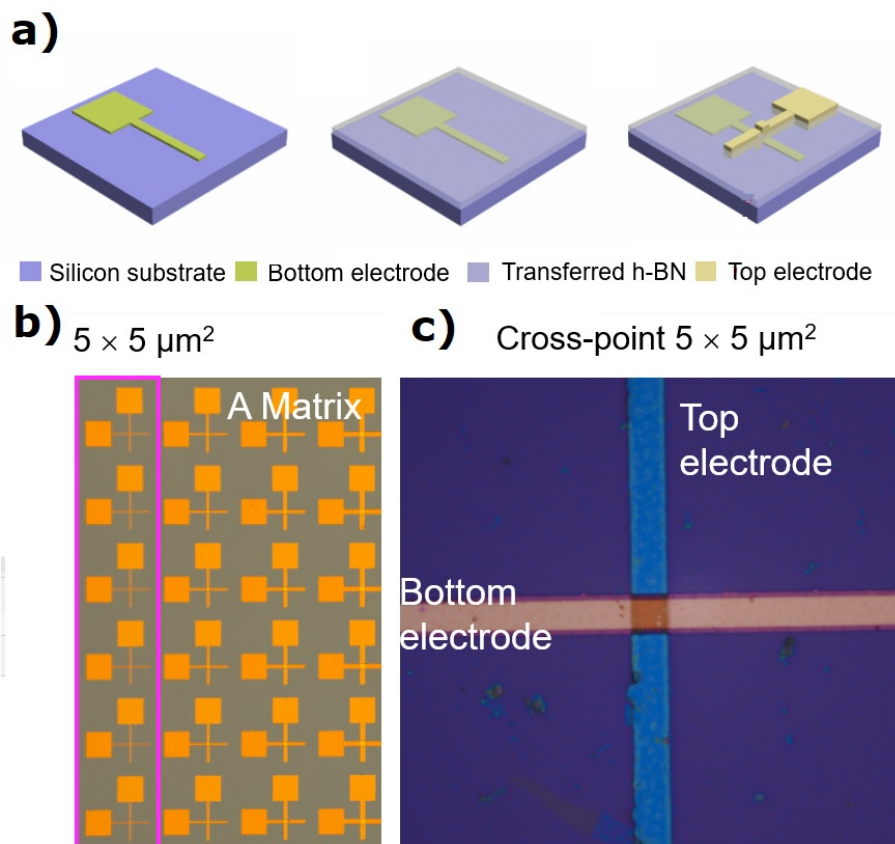 a)
Silicon substrate
Bottom electrode
Transferred h-BN
Top electrode
b)
5 × 5 μm²
A Matrix
c)
Cross-point 5 × 5 μm²
Top
electrode
Bottom
electrode